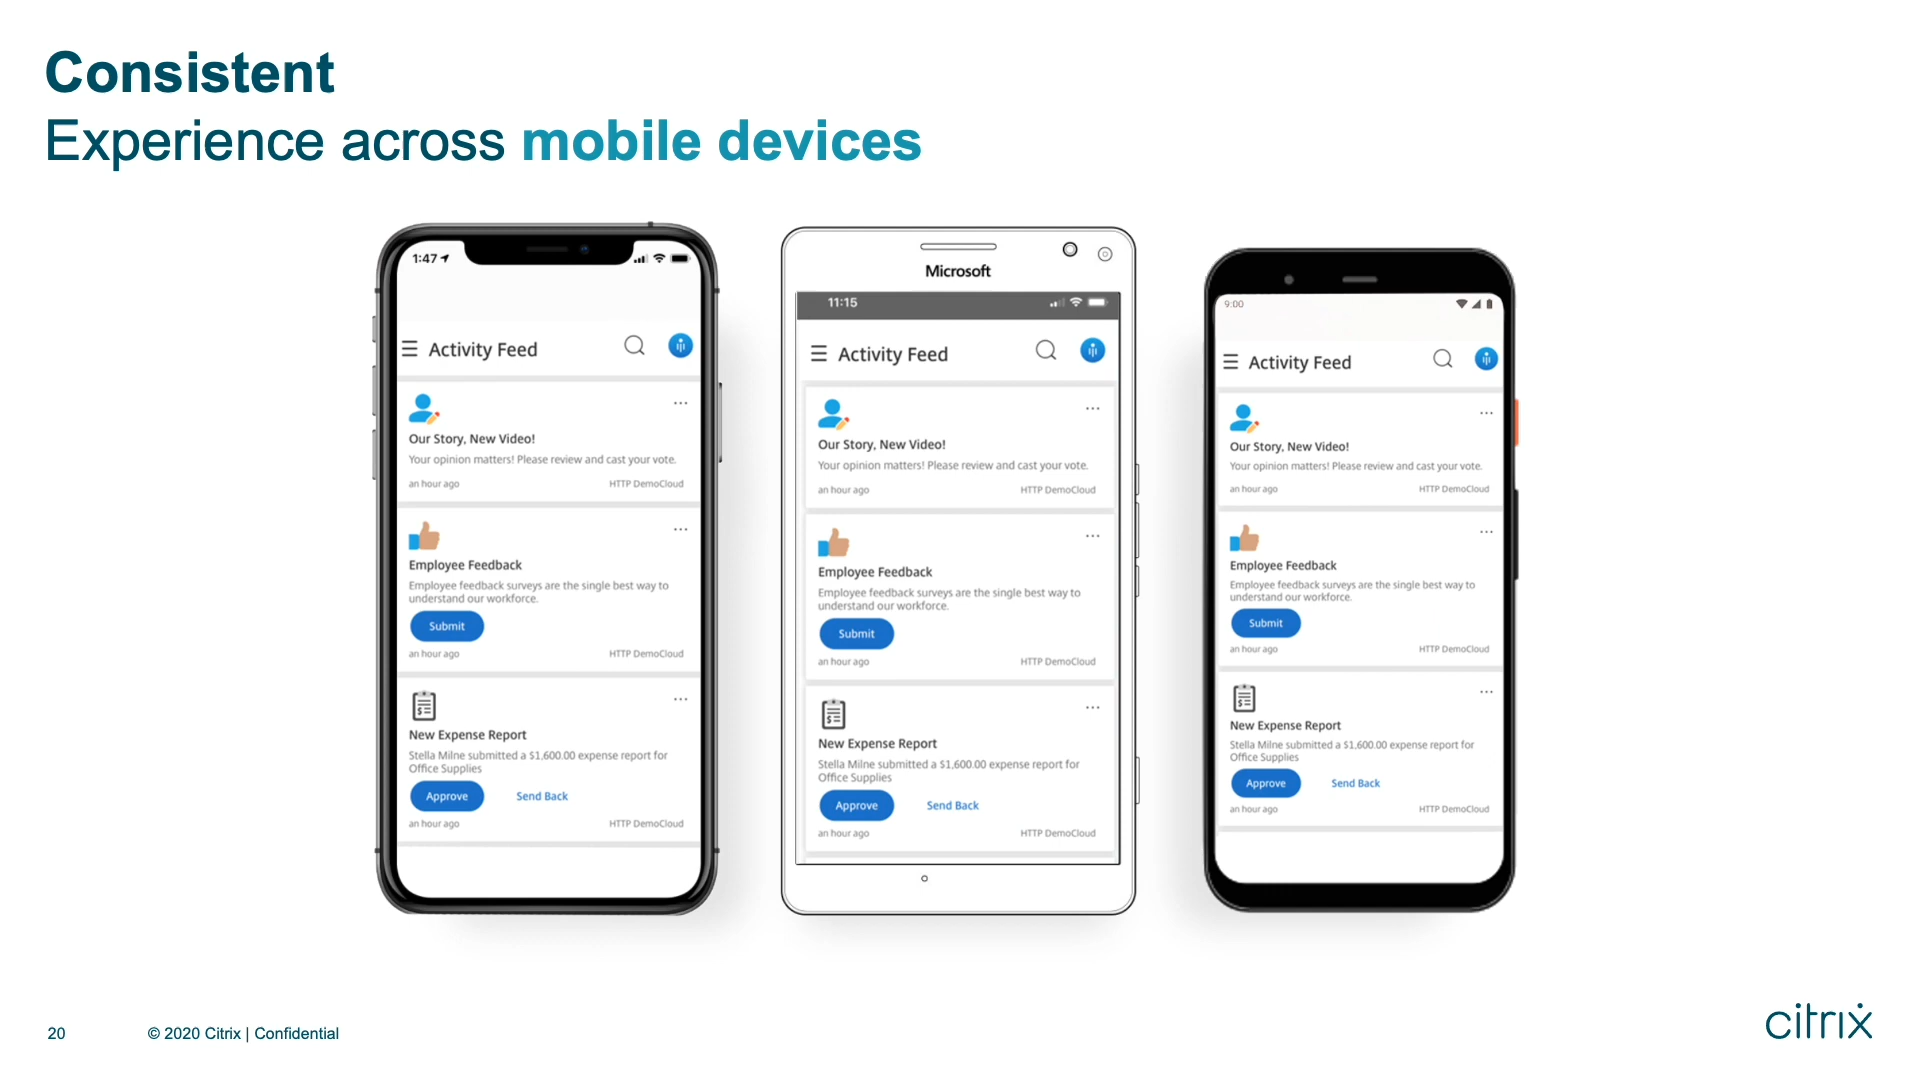 Consistent
Experience across mobile devices
1:47
Activity Feed
...
Our Story, New Video!
Your opinion matters! Please review and cast your vote.
an hour ago HTTP DemoCloud
...
Employee Feedback
Employee feedback surveys are the single best way to
understand our workforce.
Submit
an hour ago HTTP DemoCloud
...
New Expense Report
Stella Milne submitted a $1,600.00 expense report for
Office Supplies
Approve Send Back
an hour ago HTTP DemoCloud
Microsoft
11:15
Activity Feed
...
Our Story, New Video!
Your opinion matters! Please review and cast your vote.
an hour ago HTTP DemoCloud
...
Employee Feedback
Employee feedback surveys are the single best way to
understand our workforce.
Submit
an hour ago HTTP DemoCloud
...
New Expense Report
Stella Milne submitted a $1,600.00 expense report for
Office Supplies
Approve Send Back
an hour ago HTTP DemoCloud
9:00
Activity Feed
...
Our Story, New Video!
Your opinion matters! Please review and cast your vote.
an hour ago HTTP DemoCloud
...
Employee Feedback
Employee feedback surveys are the single best way to
understand our workforce.
Submit
an hour ago HTTP DemoCloud
...
New Expense Report
Stella Milne submitted a $1,600.00 expense report for
Office Supplies
Approve Send Back
an hour ago HTTP DemoCloud
20 © 2020 Citrix | Confidential
citrix